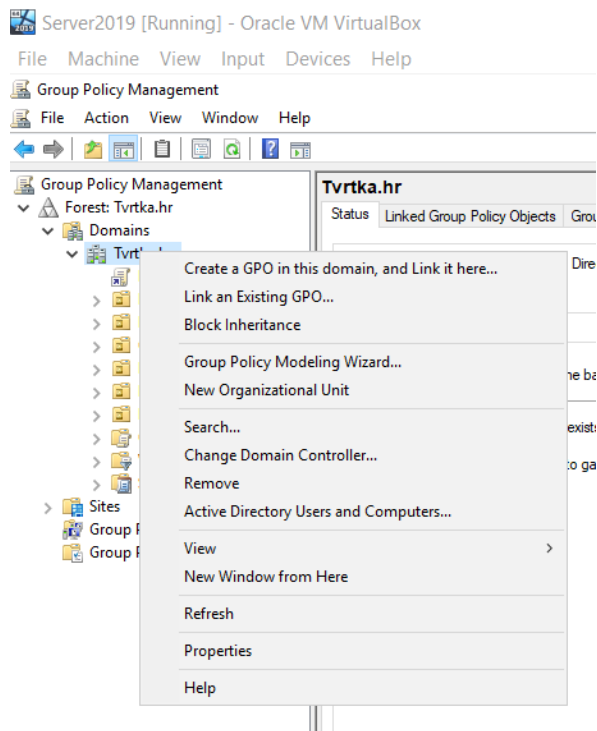 Server2019 [Running] - Oracle VM VirtualBox
File Machine View Input Devices Help
Group Policy Management
File Action View Window Help
Group Policy Management
Forest: Tvrtka.hr
Domains
Sites
Group
Group
Tvrtka.hr
Status Linked Group Policy Objects
Create a GPO in this domain, and Link it here...
Link an Existing GPO...
Block Inheritance
Group Policy Modeling Wizard...
New Organizational Unit
Search...
Change Domain Controller...
Remove
Active Directory Users and Computers...
View
New Window from Here
Refresh
Properties
Help